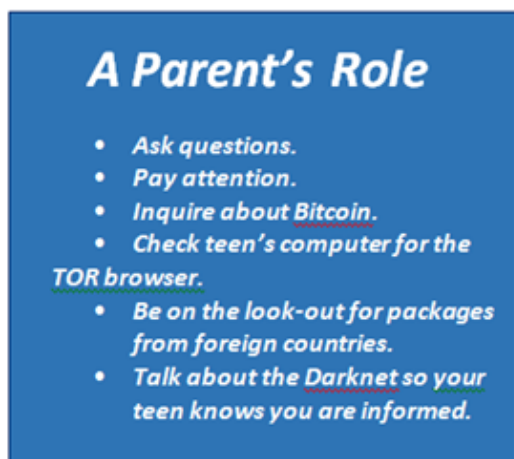 A Parent's Role
• Ask questions.
• Pay attention.
• Inquire about Bitcoin.
• Check teen's computer for the
TOR browser.
• Be on the look-out for packages
from foreign countries.
• Talk about the Darknet so your
teen knows you are informed.